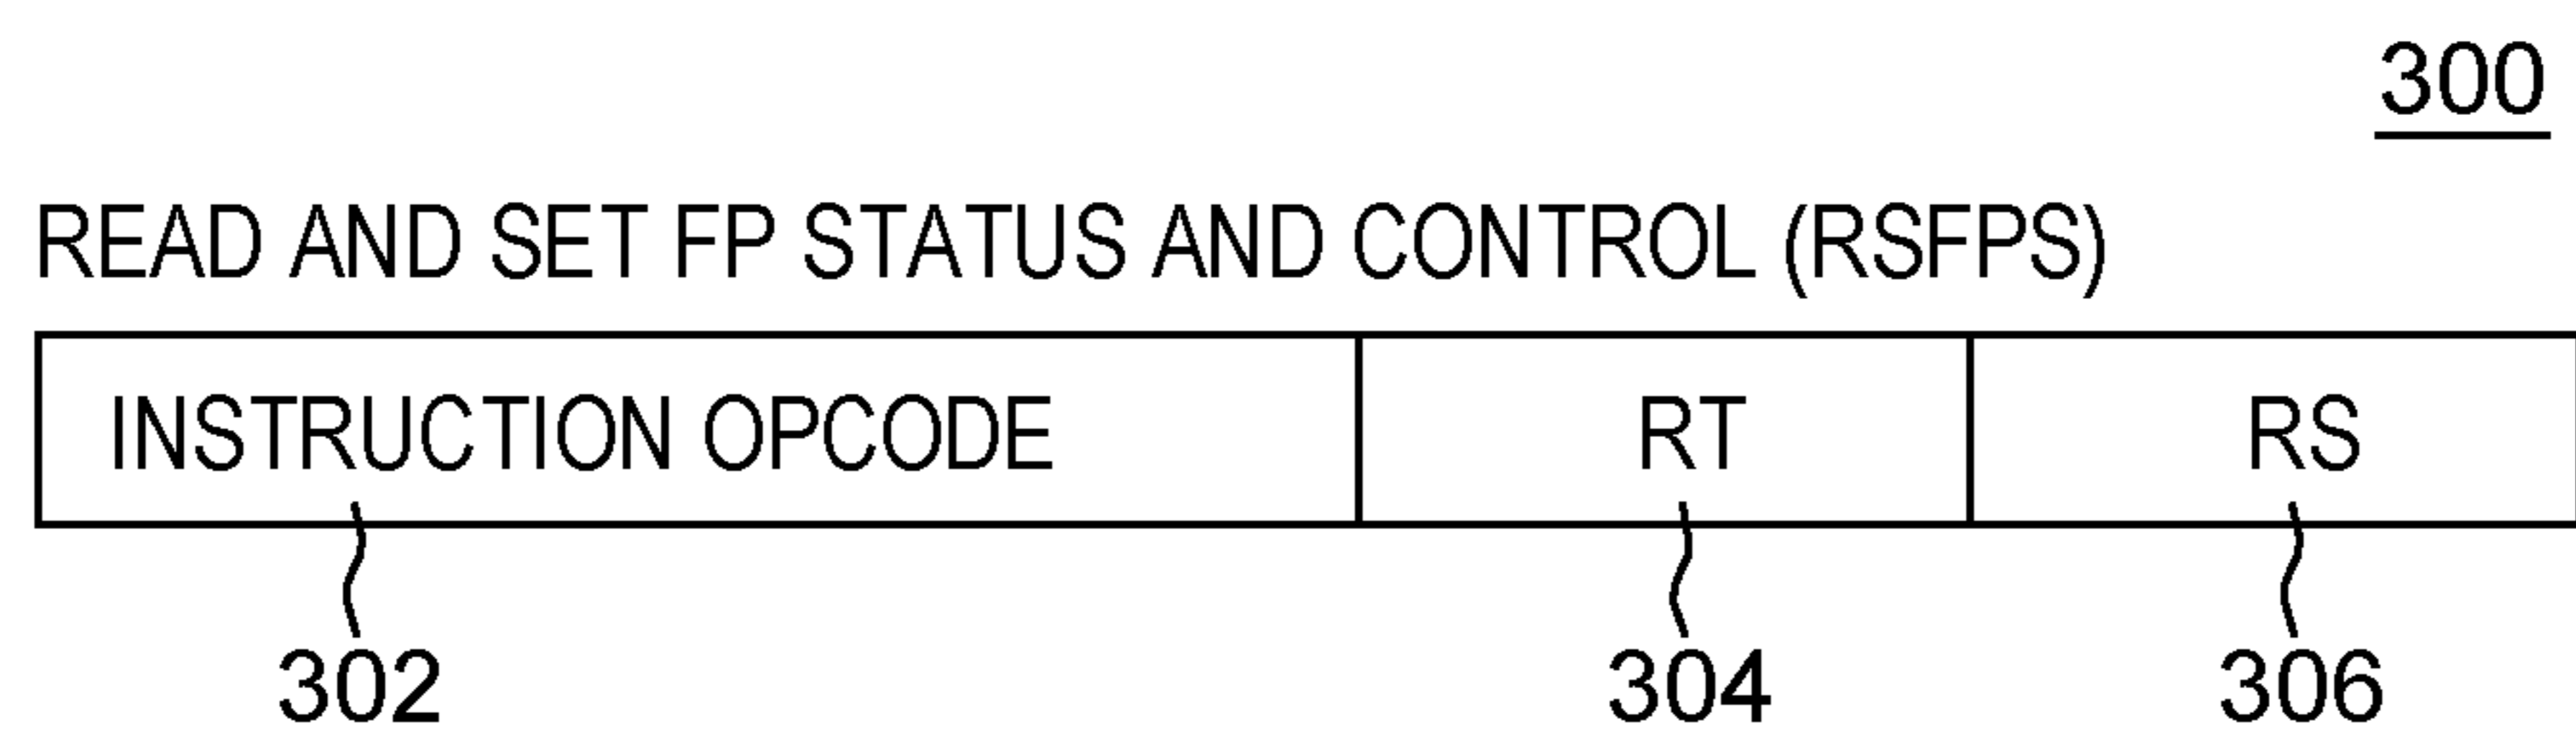 300
READ AND SET FP STATUS AND CONTROL (RSFPS)
INSTRUCTION OPCODE RT RS
302 304 306